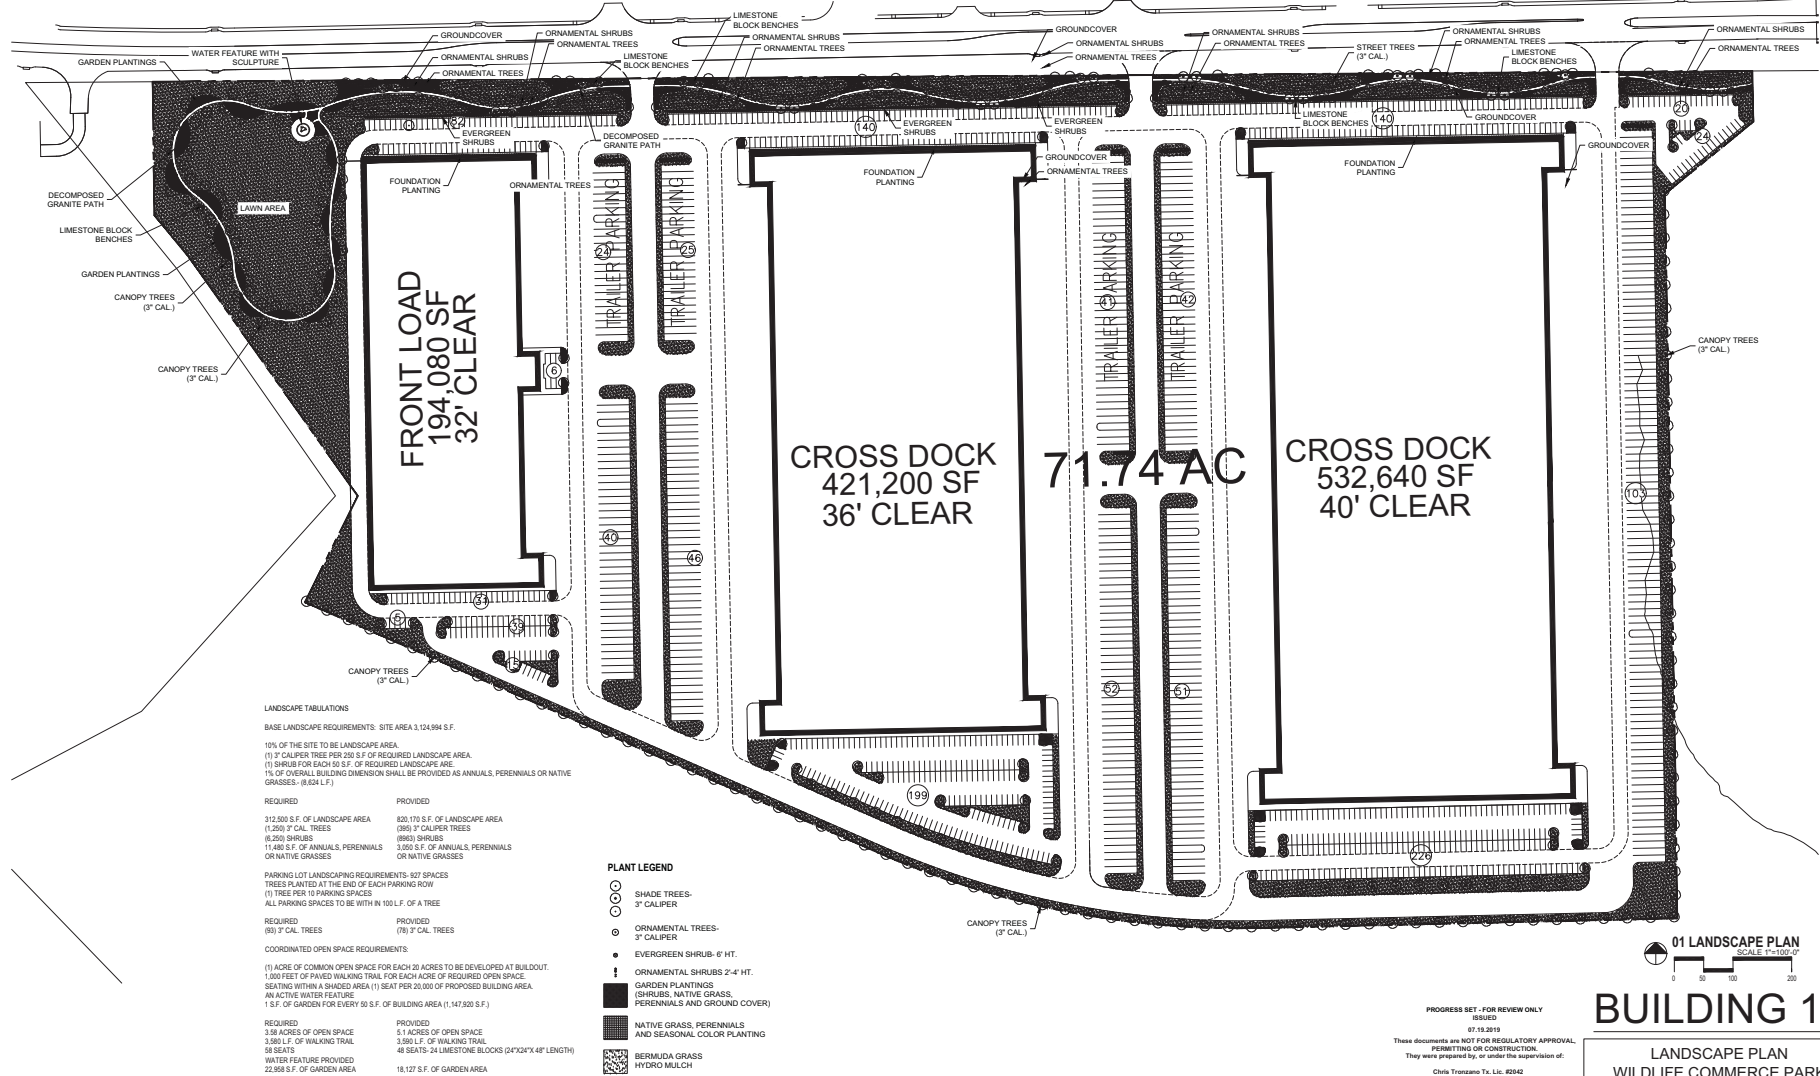 LIMESTONE
BLOCK BENCHES
GROUNDCOVER
ORNAMENTAL SHRUBS
ORNAMENTAL TREES
ORNAMENTAL SHRUBS
ORNAMENTAL TREES
GROUNDCOVER
ORNAMENTAL SHRUBS
ORNAMENTAL TREES
ORNAMENTAL SHRUBS
ORNAMENTAL TREES
STREET TREES
(3" CAL.)
ORNAMENTAL SHRUBS
ORNAMENTAL TREES
LIMESTONE
BLOCK BENCHES
ORNAMENTAL SHRUBS
ORNAMENTAL TREES
WATER FEATURE WITH
SCULPTURE
GARDEN PLANTINGS
ORNAMENTAL SHRUBS
ORNAMENTAL TREES
LIMESTONE
BLOCK BENCHES
82
EVERGREEN
SHRUBS
DECOMPOSED
GRANITE PATH
140
EVERGREEN
SHRUBS
EVERGREEN
SHRUBS
LIMESTONE
BLOCK BENCHES
140
GROUNDCOVER
20
24
FOUNDATION
PLANTING
ORNAMENTAL TREES
FOUNDATION
PLANTING
GROUNDCOVER
ORNAMENTAL TREES
FOUNDATION
PLANTING
GROUNDCOVER
DECOMPOSED
GRANITE PATH
LAWN AREA
LIMESTONE BLOCK
BENCHES
GARDEN PLANTINGS
CANOPY TREES
(3" CAL.)
CANOPY TREES
(3" CAL.)
FRONT LOAD
194,080 SF
32' CLEAR
6
TRAILER PARKING
24
TRAILER PARKING
25
40
46
CROSS DOCK
421,200 SF
36' CLEAR
TRAILER PARKING
41
TRAILER PARKING
42
71.74 AC
52
51
CROSS DOCK
532,640 SF
40' CLEAR
103
CANOPY TREES
(3" CAL.)
31
5
39
15
CANOPY TREES
(3" CAL.)
199
226
CANOPY TREES
(3" CAL.)
LANDSCAPE TABULATIONS
BASE LANDSCAPE REQUIREMENTS: SITE AREA 3,124,994 S.F.
10% OF THE SITE TO BE LANDSCAPE AREA.
(1) 3" CALIPER TREE PER 250 S.F OF REQUIRED LANDSCAPE AREA.
(1) SHRUB FOR EACH 50 S.F. OF REQUIRED LANDSCAPE ARE.
1% OF OVERALL BUILDING DIMENSION SHALL BE PROVIDED AS ANNUALS, PERENNIALS OR NATIVE
GRASSES.- (8,624 L.F.)
REQUIRED PROVIDED
312,500 S.F. OF LANDSCAPE AREA 820,170 S.F. OF LANDSCAPE AREA
(1,250) 3" CAL. TREES (395) 3" CALIPER TREES
(6,250) SHRUBS (8963) SHRUBS
11,480 S.F. OF ANNUALS, PERENNIALS 3,050 S.F. OF ANNUALS, PERENNIALS
OR NATIVE GRASSES OR NATIVE GRASSES
PARKING LOT LANDSCAPING REQUIREMENTS- 927 SPACES
TREES PLANTED AT THE END OF EACH PARKING ROW
(1) TREE PER 10 PARKING SPACES
ALL PARKING SPACES TO BE WITH IN 100 L.F. OF A TREE
REQUIRED PROVIDED
(93) 3" CAL. TREES (78) 3" CAL. TREES
COORDINATED OPEN SPACE REQUIREMENTS:
(1) ACRE OF COMMON OPEN SPACE FOR EACH 20 ACRES TO BE DEVELOPED AT BUILDOUT.
1,000 FEET OF PAVED WALKING TRAIL FOR EACH ACRE OF REQUIRED OPEN SPACE.
SEATING WITHIN A SHADED AREA (1) SEAT PER 20,000 OF PROPOSED BUILDING AREA.
AN ACTIVE WATER FEATURE
1 S.F. OF GARDEN FOR EVERY 50 S.F. OF BUILDING AREA (1,147,920 S.F.)
REQUIRED PROVIDED
3.58 ACRES OF OPEN SPACE 5.1 ACRES OF OPEN SPACE
3,580 L.F. OF WALKING TRAIL 3,590 L.F. OF WALKING TRAIL
58 SEATS 48 SEATS- 24 LIMESTONE BLOCKS (24"X24"X 48" LENGTH)
WATER FEATURE PROVIDED
22,958 S.F. OF GARDEN AREA 18,127 S.F. OF GARDEN AREA
PLANT LEGEND
SHADE TREES-
3" CALIPER
ORNAMENTAL TREES-
3" CALIPER
EVERGREEN SHRUB- 6' HT.
ORNAMENTAL SHRUBS 2'-4' HT.
GARDEN PLANTINGS
(SHRUBS, NATIVE GRASS,
PERENNIALS AND GROUND COVER)
NATIVE GRASS, PERENNIALS
AND SEASONAL COLOR PLANTING
BERMUDA GRASS
HYDRO MULCH
01 LANDSCAPE PLAN
SCALE 1"=100'-0"
0 50 100 200
BUILDING 1
PROGRESS SET - FOR REVIEW ONLY
ISSUED
07.19.2019
These documents are NOT FOR REGULATORY APPROVAL,
PERMITTING OR CONSTRUCTION.
They were prepared by, or under the supervision of:
Chris Tronzano Tx. Lic. #2042
LANDSCAPE PLAN
WILDLIFE COMMERCE PARK